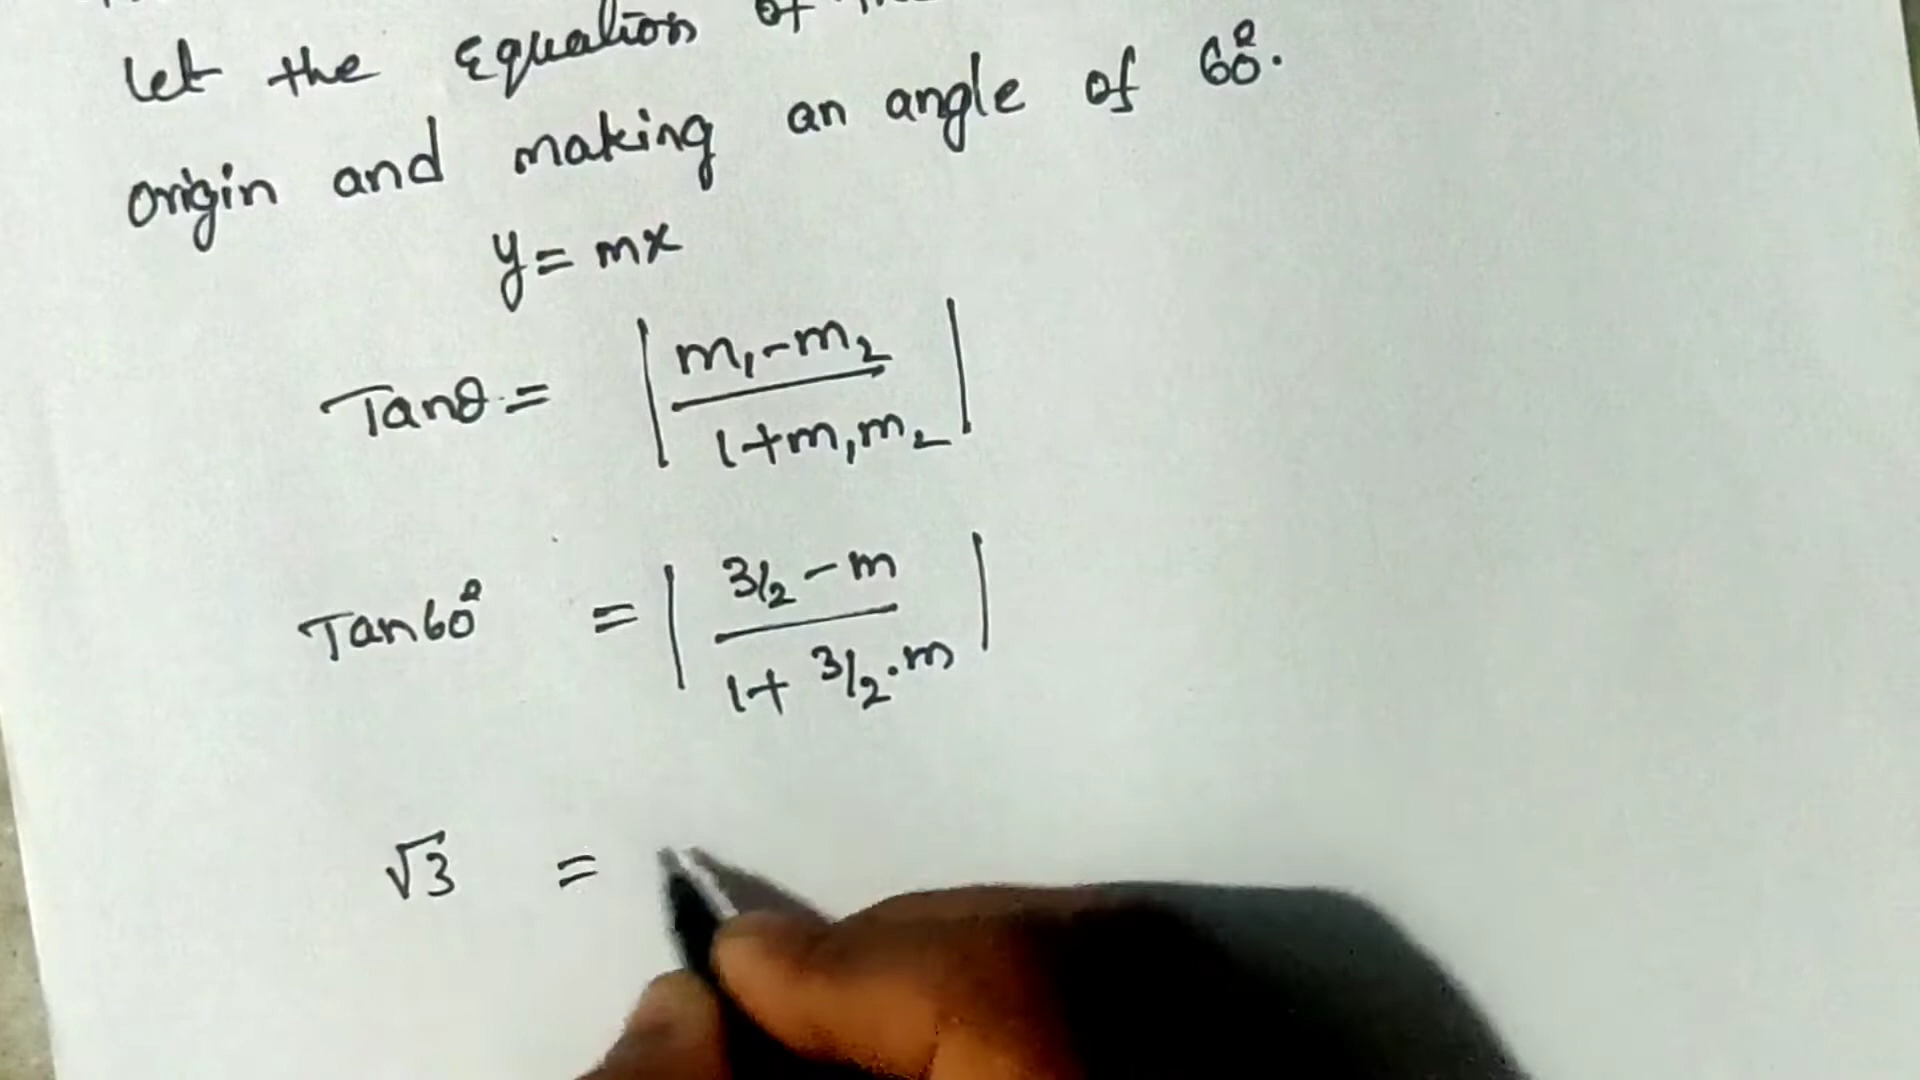 let the Equation of
origin and making an angle of 60°.
y = mx
Tanθ = | m₁-m₂ / 1+m₁m₂ |
Tan60° = | 3/2 - m / 1 + 3/2 . m |
√3 =